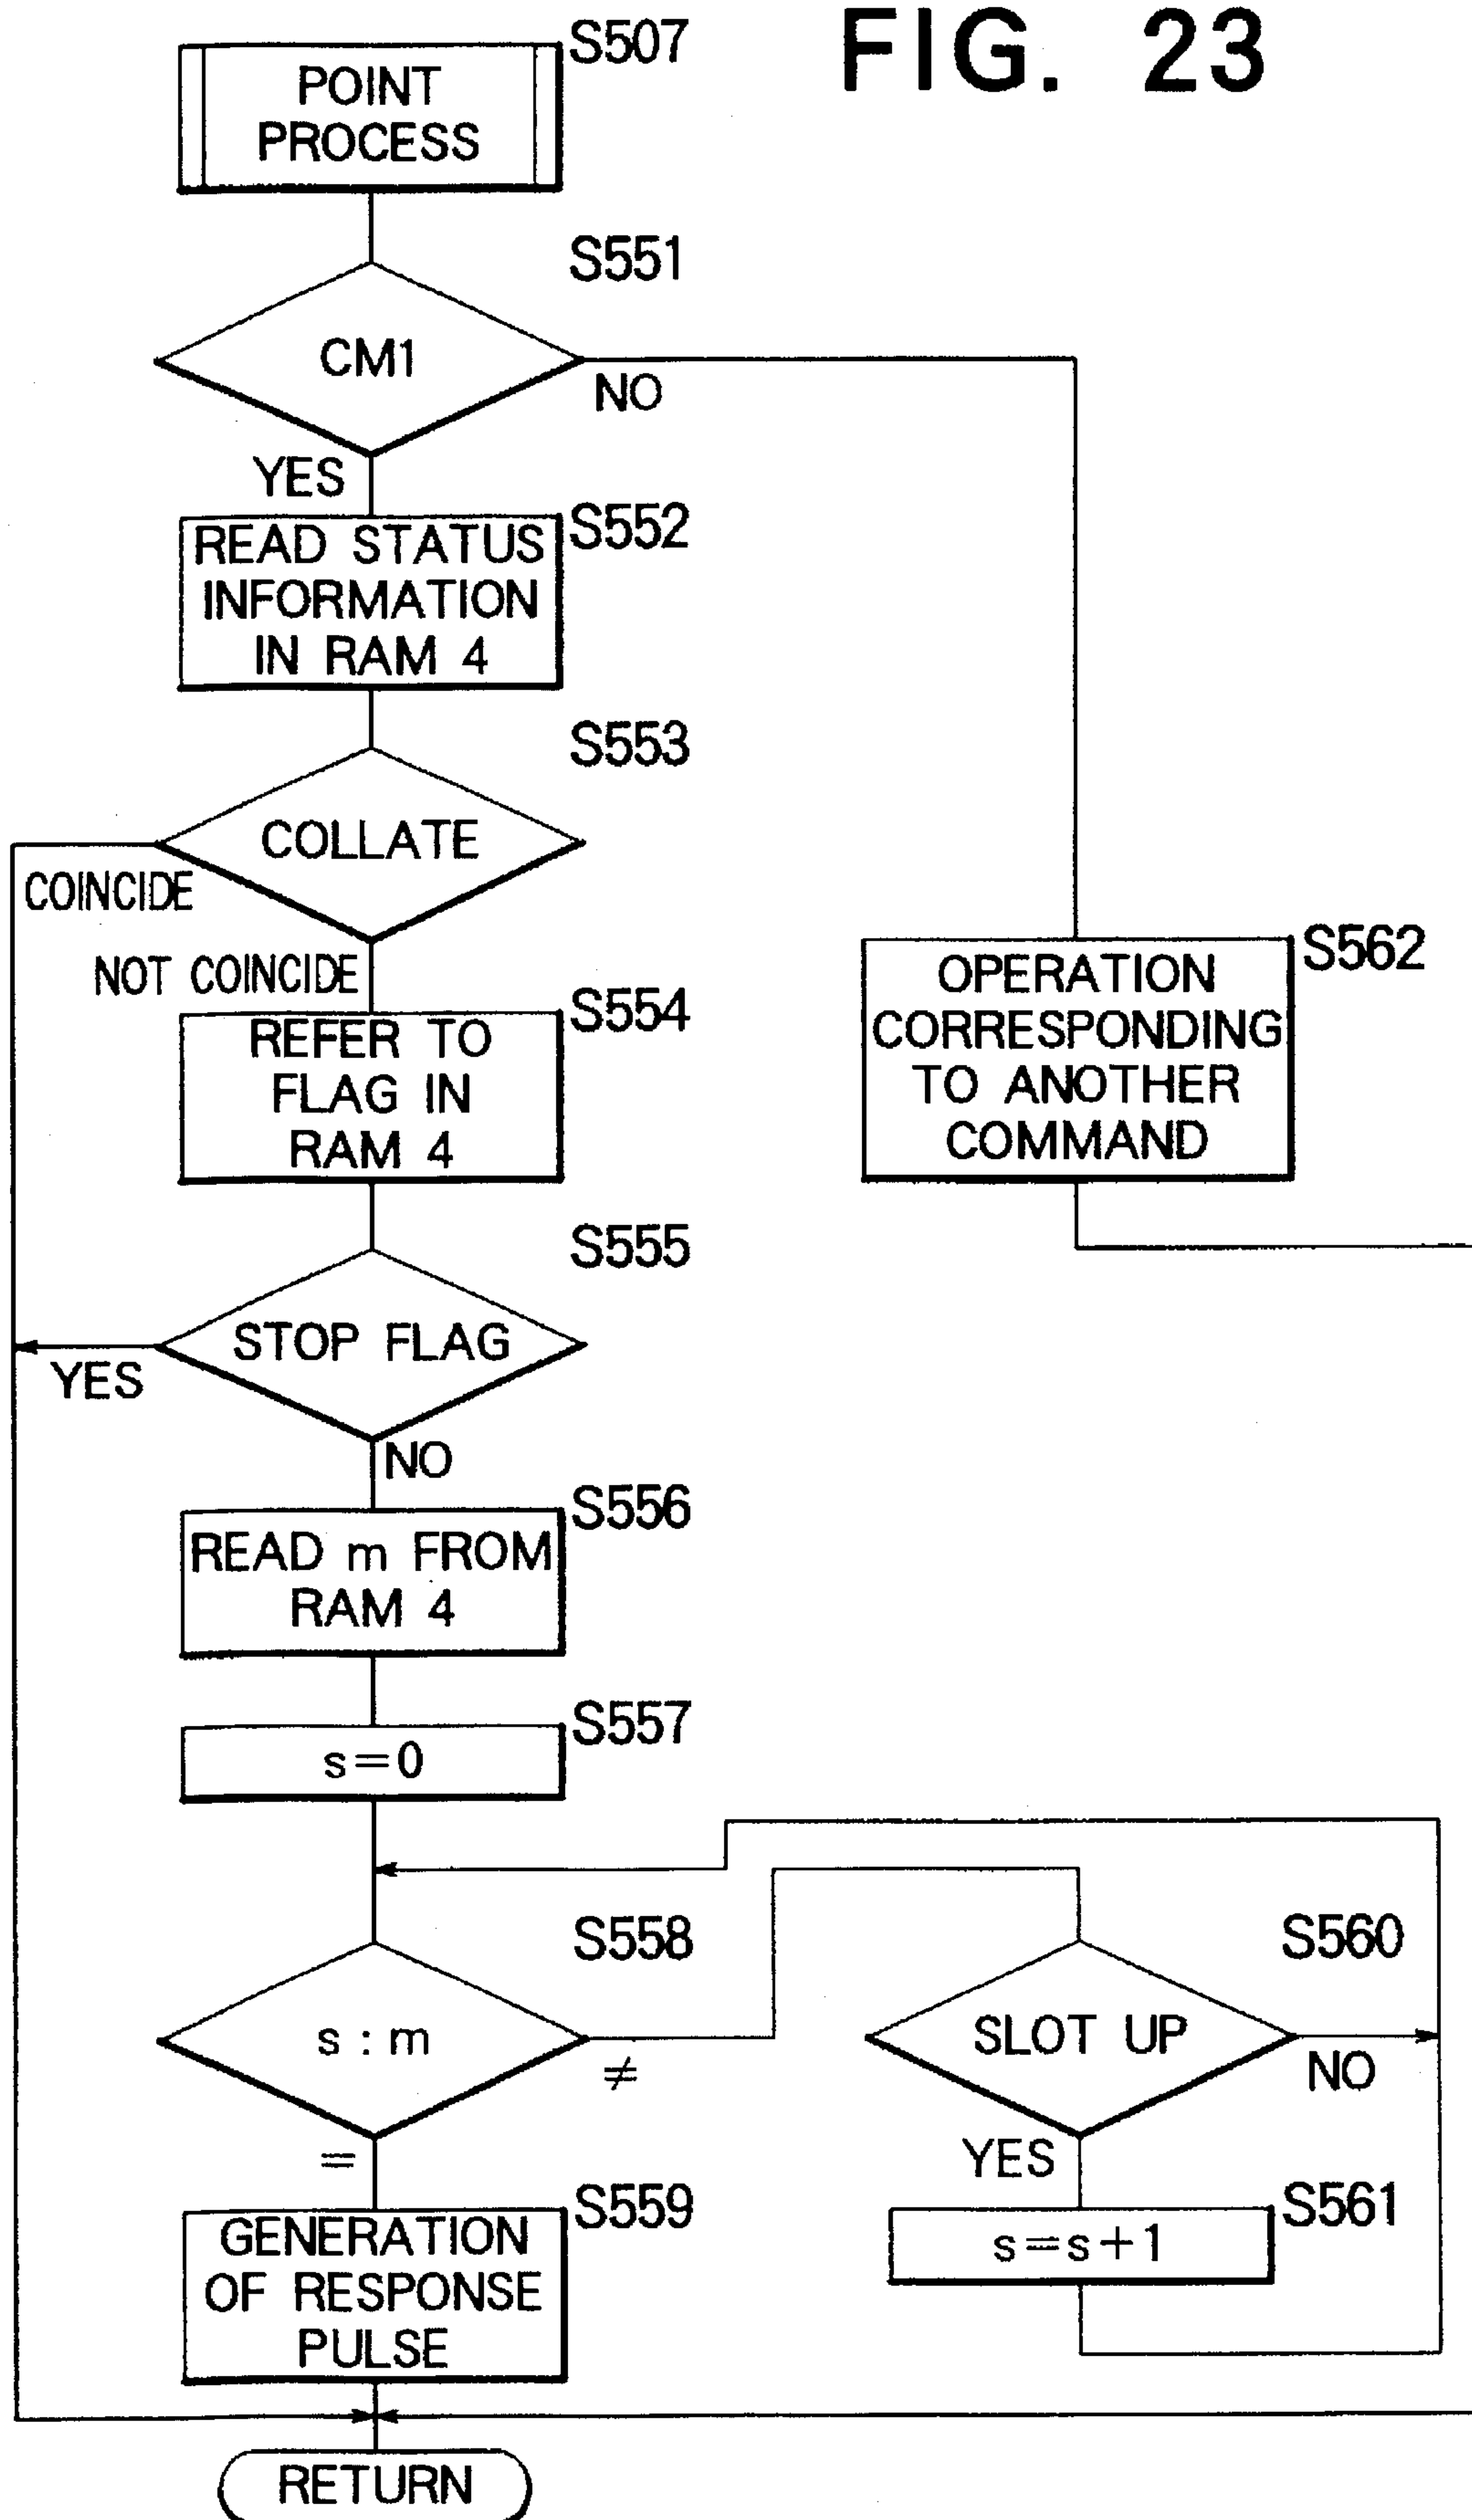 FIG. 23
S507
POINT
PROCESS
S551
CM1
NO
YES
S552
READ STATUS
INFORMATION
IN RAM 4
S553
COLLATE
COINCIDE
NOT COINCIDE
S554
REFER TO
FLAG IN
RAM 4
S562
OPERATION
CORRESPONDING
TO ANOTHER
COMMAND
S555
STOP FLAG
YES
NO
S556
READ m FROM
RAM 4
S557
s=0
S558
s : m
≠
=
S560
SLOT UP
NO
YES
S559
GENERATION
OF RESPONSE
PULSE
S561
s=s+1
RETURN